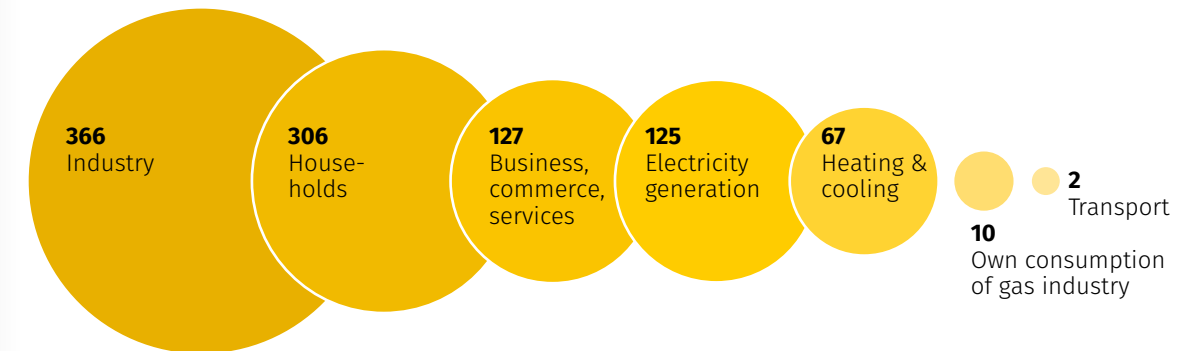 366
Industry
306
House-
holds
127
Business,
commerce,
services
125
Electricity
generation
67
Heating &
cooling
10
Own consumption
of gas industry
2
Transport